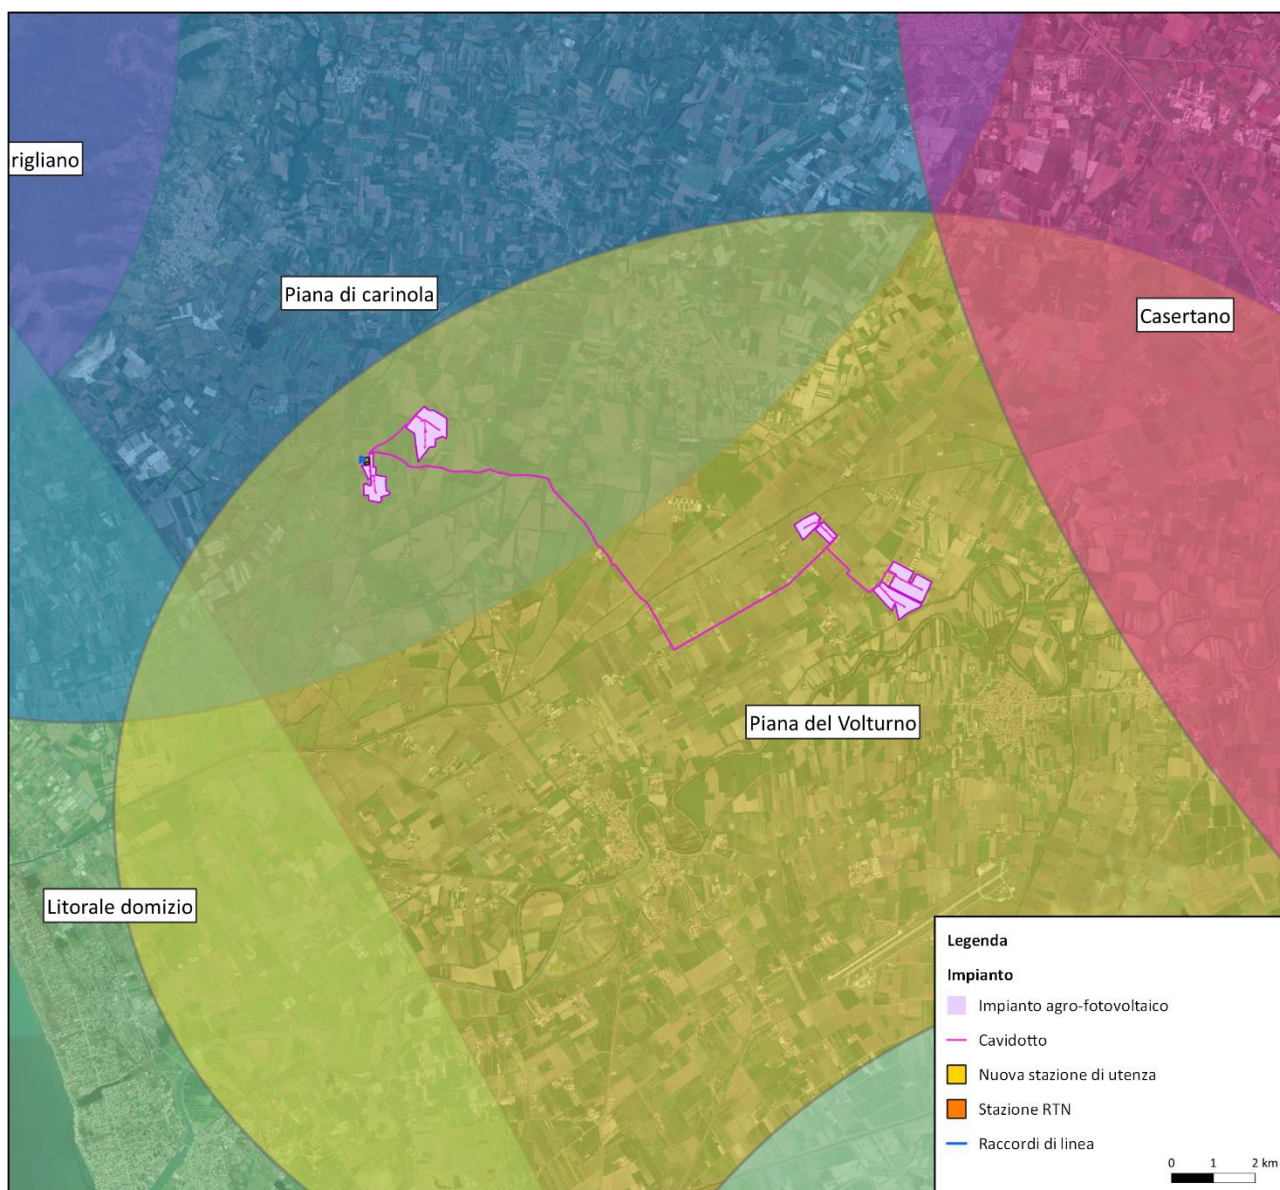 rigliano
Piana di carinola
Casertano
Piana del Volturno
Litorale domizio
Legenda
Impianto
Impianto agro-fotovoltaico
Cavidotto
Nuova stazione di utenza
Stazione RTN
Raccordi di linea
0 1 2 km